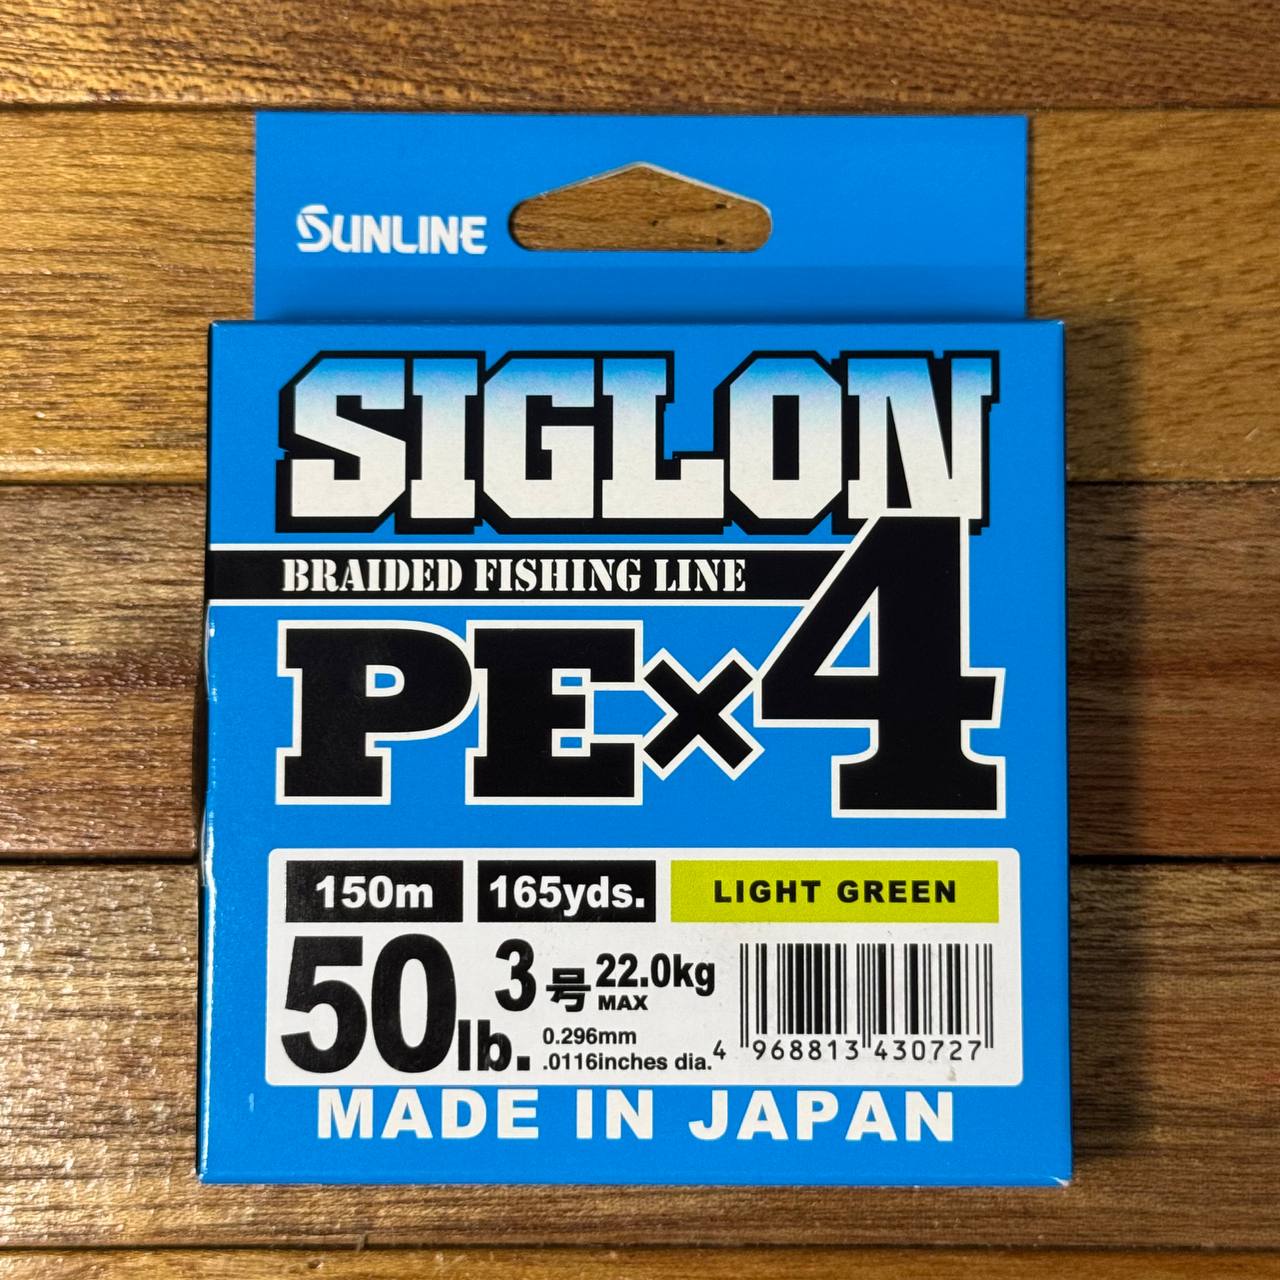 SUNLINE
SIGLON
BRAIDED FISHING LINE
PE×4
150m 165yds. LIGHT GREEN
50lb. 3号 22.0kg
MAX
0.296mm
.0116inches dia.
4 968813 430727
MADE IN JAPAN